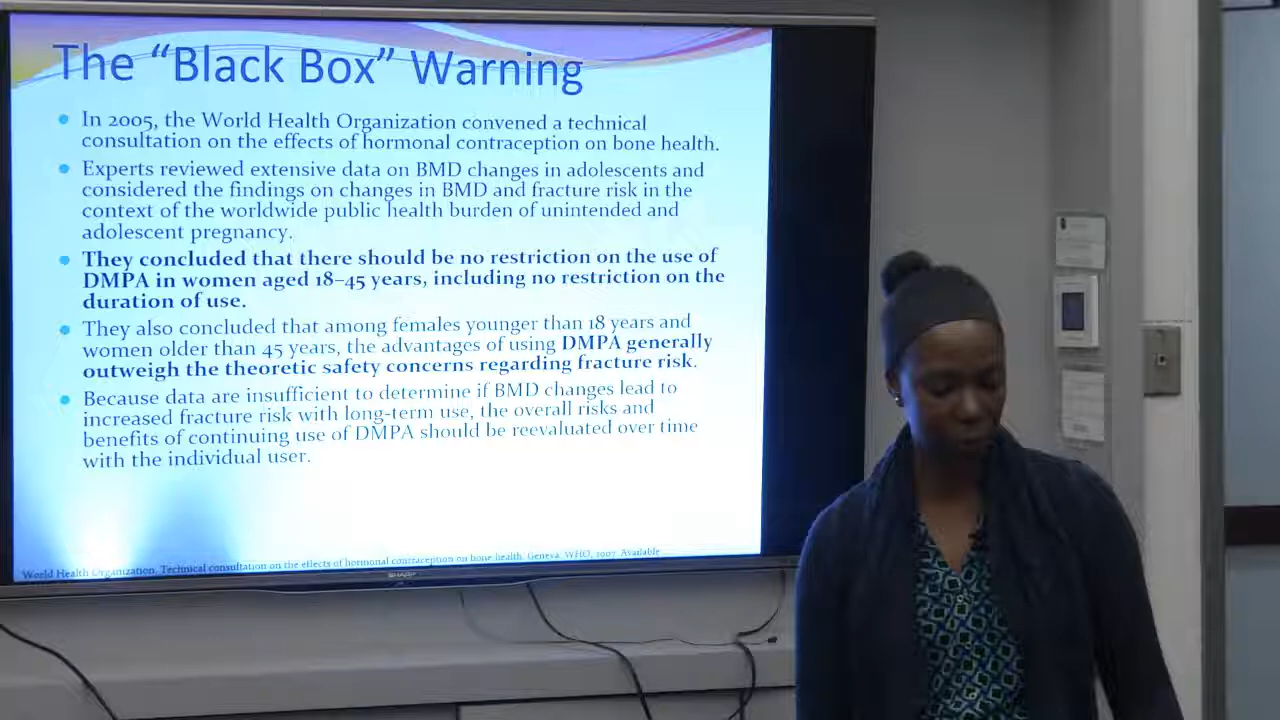 The “Black Box” Warning
In 2005, the World Health Organization convened a technical
consultation on the effects of hormonal contraception on bone health.
Experts reviewed extensive data on BMD changes in adolescents and
considered the findings on changes in BMD and fracture risk in the
context of the worldwide public health burden of unintended and
adolescent pregnancy.
They concluded that there should be no restriction on the use of
DMPA in women aged 18–45 years, including no restriction on the
duration of use.
They also concluded that among females younger than 18 years and
women older than 45 years, the advantages of using DMPA generally
outweigh the theoretic safety concerns regarding fracture risk.
Because data are insufficient to determine if BMD changes lead to
increased fracture risk with long-term use, the overall risks and
benefits of continuing use of DMPA should be reevaluated over time
with the individual user.
World Health Organization. Technical consultation on the effects of hormonal contraception on bone health. Geneva: WHO, Available
SHARP